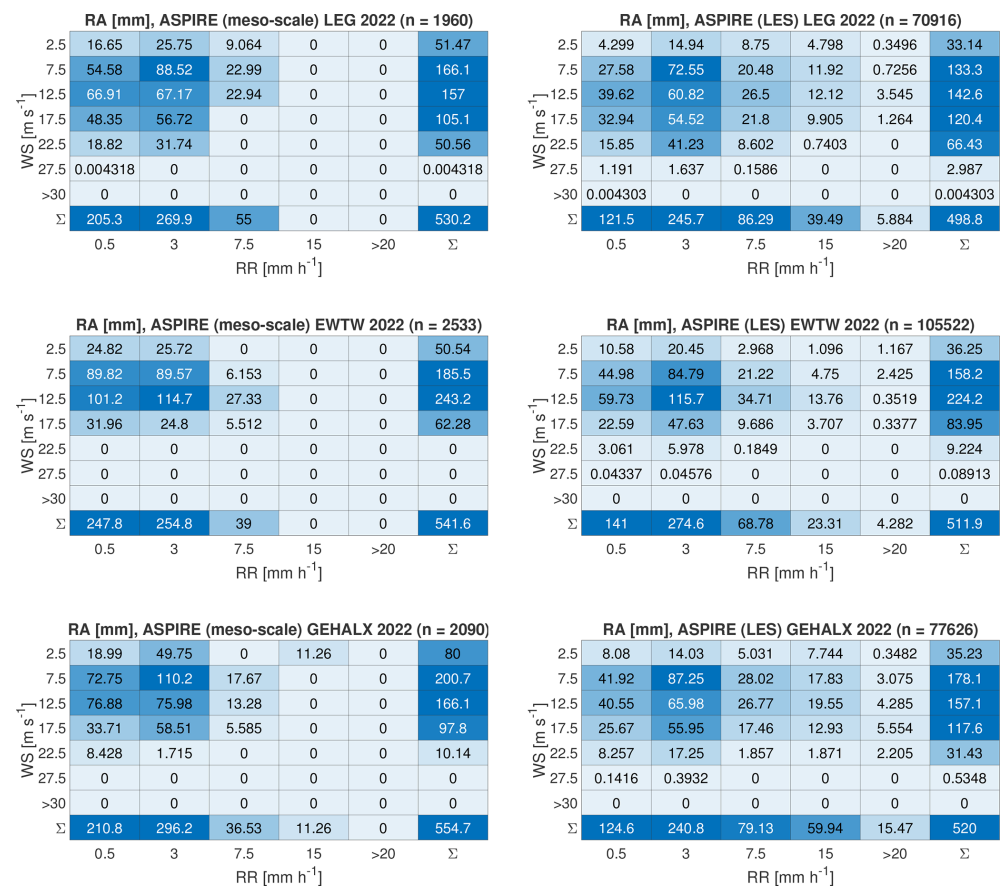 RA [mm], ASPIRE (meso-scale) LEG 2022 (n = 1960)
WS [m s⁻¹]
2.5 16.65 25.75 9.064 0 0 51.47
7.5 54.58 88.52 22.99 0 0 166.1
12.5 66.91 67.17 22.94 0 0 157
17.5 48.35 56.72 0 0 0 105.1
22.5 18.82 31.74 0 0 0 50.56
27.5 0.004318 0 0 0 0 0.004318
>30 0 0 0 0 0 0
Σ 205.3 269.9 55 0 0 530.2
0.5 3 7.5 15 >20 Σ
RR [mm h⁻¹]
RA [mm], ASPIRE (LES) LEG 2022 (n = 70916)
WS [m s⁻¹]
2.5 4.299 14.94 8.75 4.798 0.3496 33.14
7.5 27.58 72.55 20.48 11.92 0.7256 133.3
12.5 39.62 60.82 26.5 12.12 3.545 142.6
17.5 32.94 54.52 21.8 9.905 1.264 120.4
22.5 15.85 41.23 8.602 0.7403 0 66.43
27.5 1.191 1.637 0.1586 0 0 2.987
>30 0.004303 0 0 0 0 0.004303
Σ 121.5 245.7 86.29 39.49 5.884 498.8
0.5 3 7.5 15 >20 Σ
RR [mm h⁻¹]
RA [mm], ASPIRE (meso-scale) EWTW 2022 (n = 2533)
WS [m s⁻¹]
2.5 24.82 25.72 0 0 0 50.54
7.5 89.82 89.57 6.153 0 0 185.5
12.5 101.2 114.7 27.33 0 0 243.2
17.5 31.96 24.8 5.512 0 0 62.28
22.5 0 0 0 0 0 0
27.5 0 0 0 0 0 0
>30 0 0 0 0 0 0
Σ 247.8 254.8 39 0 0 541.6
0.5 3 7.5 15 >20 Σ
RR [mm h⁻¹]
RA [mm], ASPIRE (LES) EWTW 2022 (n = 105522)
WS [m s⁻¹]
2.5 10.58 20.45 2.968 1.096 1.167 36.25
7.5 44.98 84.79 21.22 4.75 2.425 158.2
12.5 59.73 115.7 34.71 13.76 0.3519 224.2
17.5 22.59 47.63 9.686 3.707 0.3377 83.95
22.5 3.061 5.978 0.1849 0 0 9.224
27.5 0.04337 0.04576 0 0 0 0.08913
>30 0 0 0 0 0 0
Σ 141 274.6 68.78 23.31 4.282 511.9
0.5 3 7.5 15 >20 Σ
RR [mm h⁻¹]
RA [mm], ASPIRE (meso-scale) GEHALX 2022 (n = 2090)
WS [m s⁻¹]
2.5 18.99 49.75 0 11.26 0 80
7.5 72.75 110.2 17.67 0 0 200.7
12.5 76.88 75.98 13.28 0 0 166.1
17.5 33.71 58.51 5.585 0 0 97.8
22.5 8.428 1.715 0 0 0 10.14
27.5 0 0 0 0 0 0
>30 0 0 0 0 0 0
Σ 210.8 296.2 36.53 11.26 0 554.7
0.5 3 7.5 15 >20 Σ
RR [mm h⁻¹]
RA [mm], ASPIRE (LES) GEHALX 2022 (n = 77626)
WS [m s⁻¹]
2.5 8.08 14.03 5.031 7.744 0.3482 35.23
7.5 41.92 87.25 28.02 17.83 3.075 178.1
12.5 40.55 65.98 26.77 19.55 4.285 157.1
17.5 25.67 55.95 17.46 12.93 5.554 117.6
22.5 8.257 17.25 1.857 1.871 2.205 31.43
27.5 0.1416 0.3932 0 0 0 0.5348
>30 0 0 0 0 0 0
Σ 124.6 240.8 79.13 59.94 15.47 520
0.5 3 7.5 15 >20 Σ
RR [mm h⁻¹]